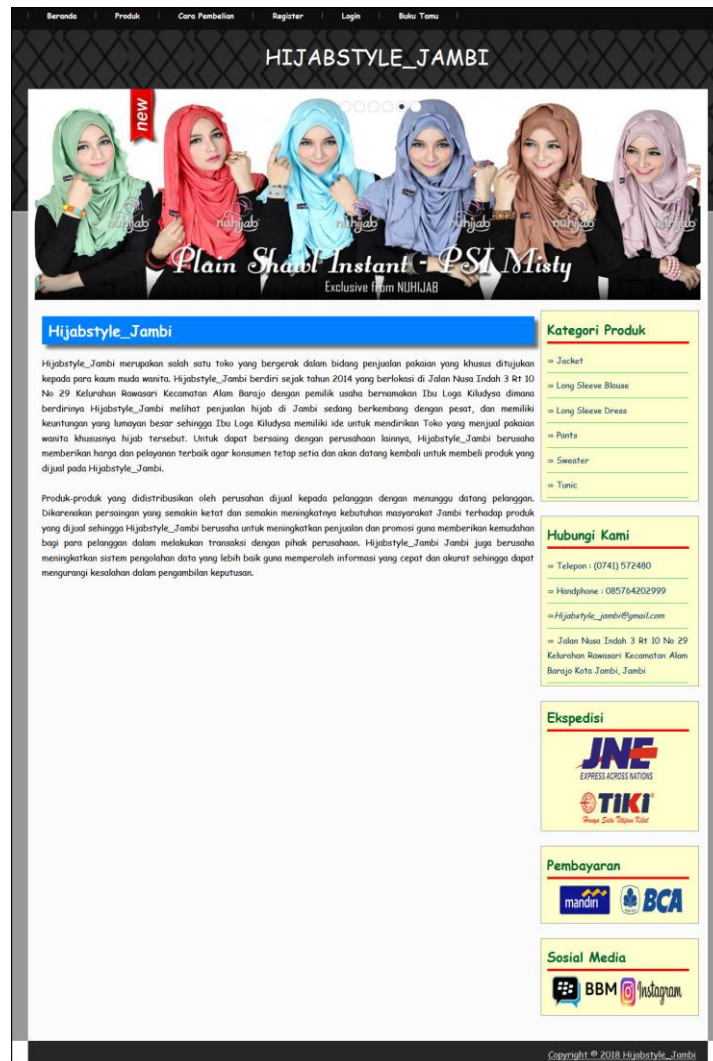 Beranda Produk Cara Pembelian Register Login Buku Tamu
HIJABSTYLE_JAMBI
new
nuhijab nuhijab nuhijab nuhijab nuhijab nuhijab
Plain Shawl Instant - PSI Misty
Exclusive from NUHIJAB
Hijabstyle_Jambi
Hijabstyle_Jambi merupakan salah satu toko yang bergerak dalam bidang penjualan pakaian yang khusus ditujukan
kepada para kaum muda wanita. Hijabstyle_Jambi berdiri sejak tahun 2014 yang berlokasi di Jalan Nusa Indah 3 Rt 10
No 29 Kelurahan Rawasari Kecamatan Alam Barajo dengan pemilik usaha bernamakan Ibu Loga Kiludysa dimana
berdirinya Hijabstyle_Jambi melihat penjualan hijab di Jambi sedang berkembang dengan pesat, dan memiliki
keuntungan yang lumayan besar sehingga Ibu Loga Kiludysa memiliki ide untuk mendirikan Toko yang menjual pakaian
wanita khususnya hijab tersebut. Untuk dapat bersaing dengan perusahaan lainnya, Hijabstyle_Jambi berusaha
memberikan harga dan pelayanan terbaik agar konsumen tetap setia dan akan datang kembali untuk membeli produk yang
dijual pada Hijabstyle_Jambi.
Produk-produk yang didistribusikan oleh perusahan dijual kepada pelanggan dengan menunggu datang pelanggan.
Dikarenakan persaingan yang semakin ketat dan semakin meningkatnya kebutuhan masyarakat Jambi terhadap produk
yang dijual sehingga Hijabstyle_Jambi berusaha untuk meningkatkan penjualan dan promosi guna memberikan kemudahan
bagi para pelanggan dalam melakukan transaksi dengan pihak perusahaan. Hijabstyle_Jambi Jambi juga berusaha
meningkatkan sistem pengolahan data yang lebih baik guna memperoleh informasi yang cepat dan akurat sehingga dapat
mengurangi kesalahan dalam pengambilan keputusan.
Kategori Produk
⇒ Jacket
⇒ Long Sleeve Blouse
⇒ Long Sleeve Dress
⇒ Pants
⇒ Sweater
⇒ Tunic
Hubungi Kami
⇒ Telepon : (0741) 572480
⇒ Handphone : 085764202999
⇒Hijabstyle_jambi@gmail.com
⇒ Jalan Nusa Indah 3 Rt 10 No 29
Kelurahan Rawasari Kecamatan Alam
Barajo Kota Jambi, Jambi
Ekspedisi
JNE
EXPRESS ACROSS NATIONS
TIKI
Hanya Satu Titipan Kilat
Pembayaran
mandiri BCA
Sosial Media
BBM Instagram
Copyright © 2018 Hijabstyle_Jambi